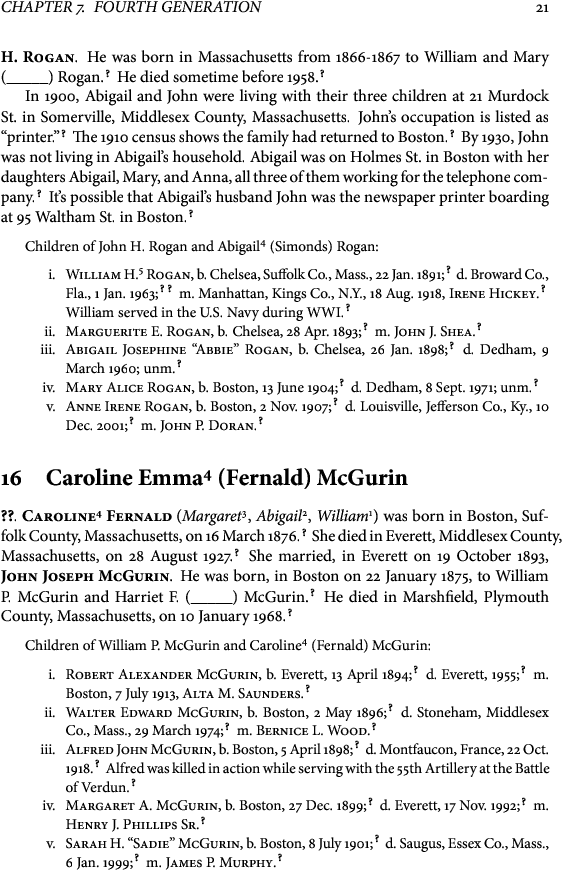 CHAPTER 7. FOURTH GENERATION 21
H. Rogan. He was born in Massachusetts from 1866-1867 to William and Mary
(_____) Rogan.? He died sometime before 1958.?
In 1900, Abigail and John were living with their three children at 21 Murdock
St. in Somerville, Middlesex County, Massachusetts. John's occupation is listed as
“printer.”? The 1910 census shows the family had returned to Boston.? By 1930, John
was not living in Abigail's household. Abigail was on Holmes St. in Boston with her
daughters Abigail, Mary, and Anna, all three of them working for the telephone com-
pany.? It's possible that Abigail's husband John was the newspaper printer boarding
at 95 Waltham St. in Boston.?
Children of John H. Rogan and Abigail⁴ (Simonds) Rogan:
i. William H.⁵ Rogan, b. Chelsea, Suffolk Co., Mass., 22 Jan. 1891;? d. Broward Co.,
Fla., 1 Jan. 1963;? ? m. Manhattan, Kings Co., N.Y., 18 Aug. 1918, Irene Hickey.?
William served in the U.S. Navy during WWI.?
ii. Marguerite E. Rogan, b. Chelsea, 28 Apr. 1893;? m. John J. Shea.?
iii. Abigail Josephine “Abbie” Rogan, b. Chelsea, 26 Jan. 1898;? d. Dedham, 9
March 1960; unm.?
iv. Mary Alice Rogan, b. Boston, 13 June 1904;? d. Dedham, 8 Sept. 1971; unm.?
v. Anne Irene Rogan, b. Boston, 2 Nov. 1907;? d. Louisville, Jefferson Co., Ky., 10
Dec. 2001;? m. John P. Doran.?
16 Caroline Emma⁴ (Fernald) McGurin
??. Caroline⁴ Fernald (Margaret³, Abigail², William¹) was born in Boston, Suf-
folk County, Massachusetts, on 16 March 1876.? She died in Everett, Middlesex County,
Massachusetts, on 28 August 1927.? She married, in Everett on 19 October 1893,
John Joseph McGurin. He was born, in Boston on 22 January 1875, to William
P. McGurin and Harriet F. (_____) McGurin.? He died in Marshfield, Plymouth
County, Massachusetts, on 10 January 1968.?
Children of William P. McGurin and Caroline⁴ (Fernald) McGurin:
i. Robert Alexander McGurin, b. Everett, 13 April 1894;? d. Everett, 1955;? m.
Boston, 7 July 1913, Alta M. Saunders.?
ii. Walter Edward McGurin, b. Boston, 2 May 1896;? d. Stoneham, Middlesex
Co., Mass., 29 March 1974;? m. Bernice L. Wood.?
iii. Alfred John McGurin, b. Boston, 5 April 1898;? d. Montfaucon, France, 22 Oct.
1918.? Alfred was killed in action while serving with the 55th Artillery at the Battle
of Verdun.?
iv. Margaret A. McGurin, b. Boston, 27 Dec. 1899;? d. Everett, 17 Nov. 1992;? m.
Henry J. Phillips Sr.?
v. Sarah H. “Sadie” McGurin, b. Boston, 8 July 1901;? d. Saugus, Essex Co., Mass.,
6 Jan. 1999;? m. James P. Murphy.?